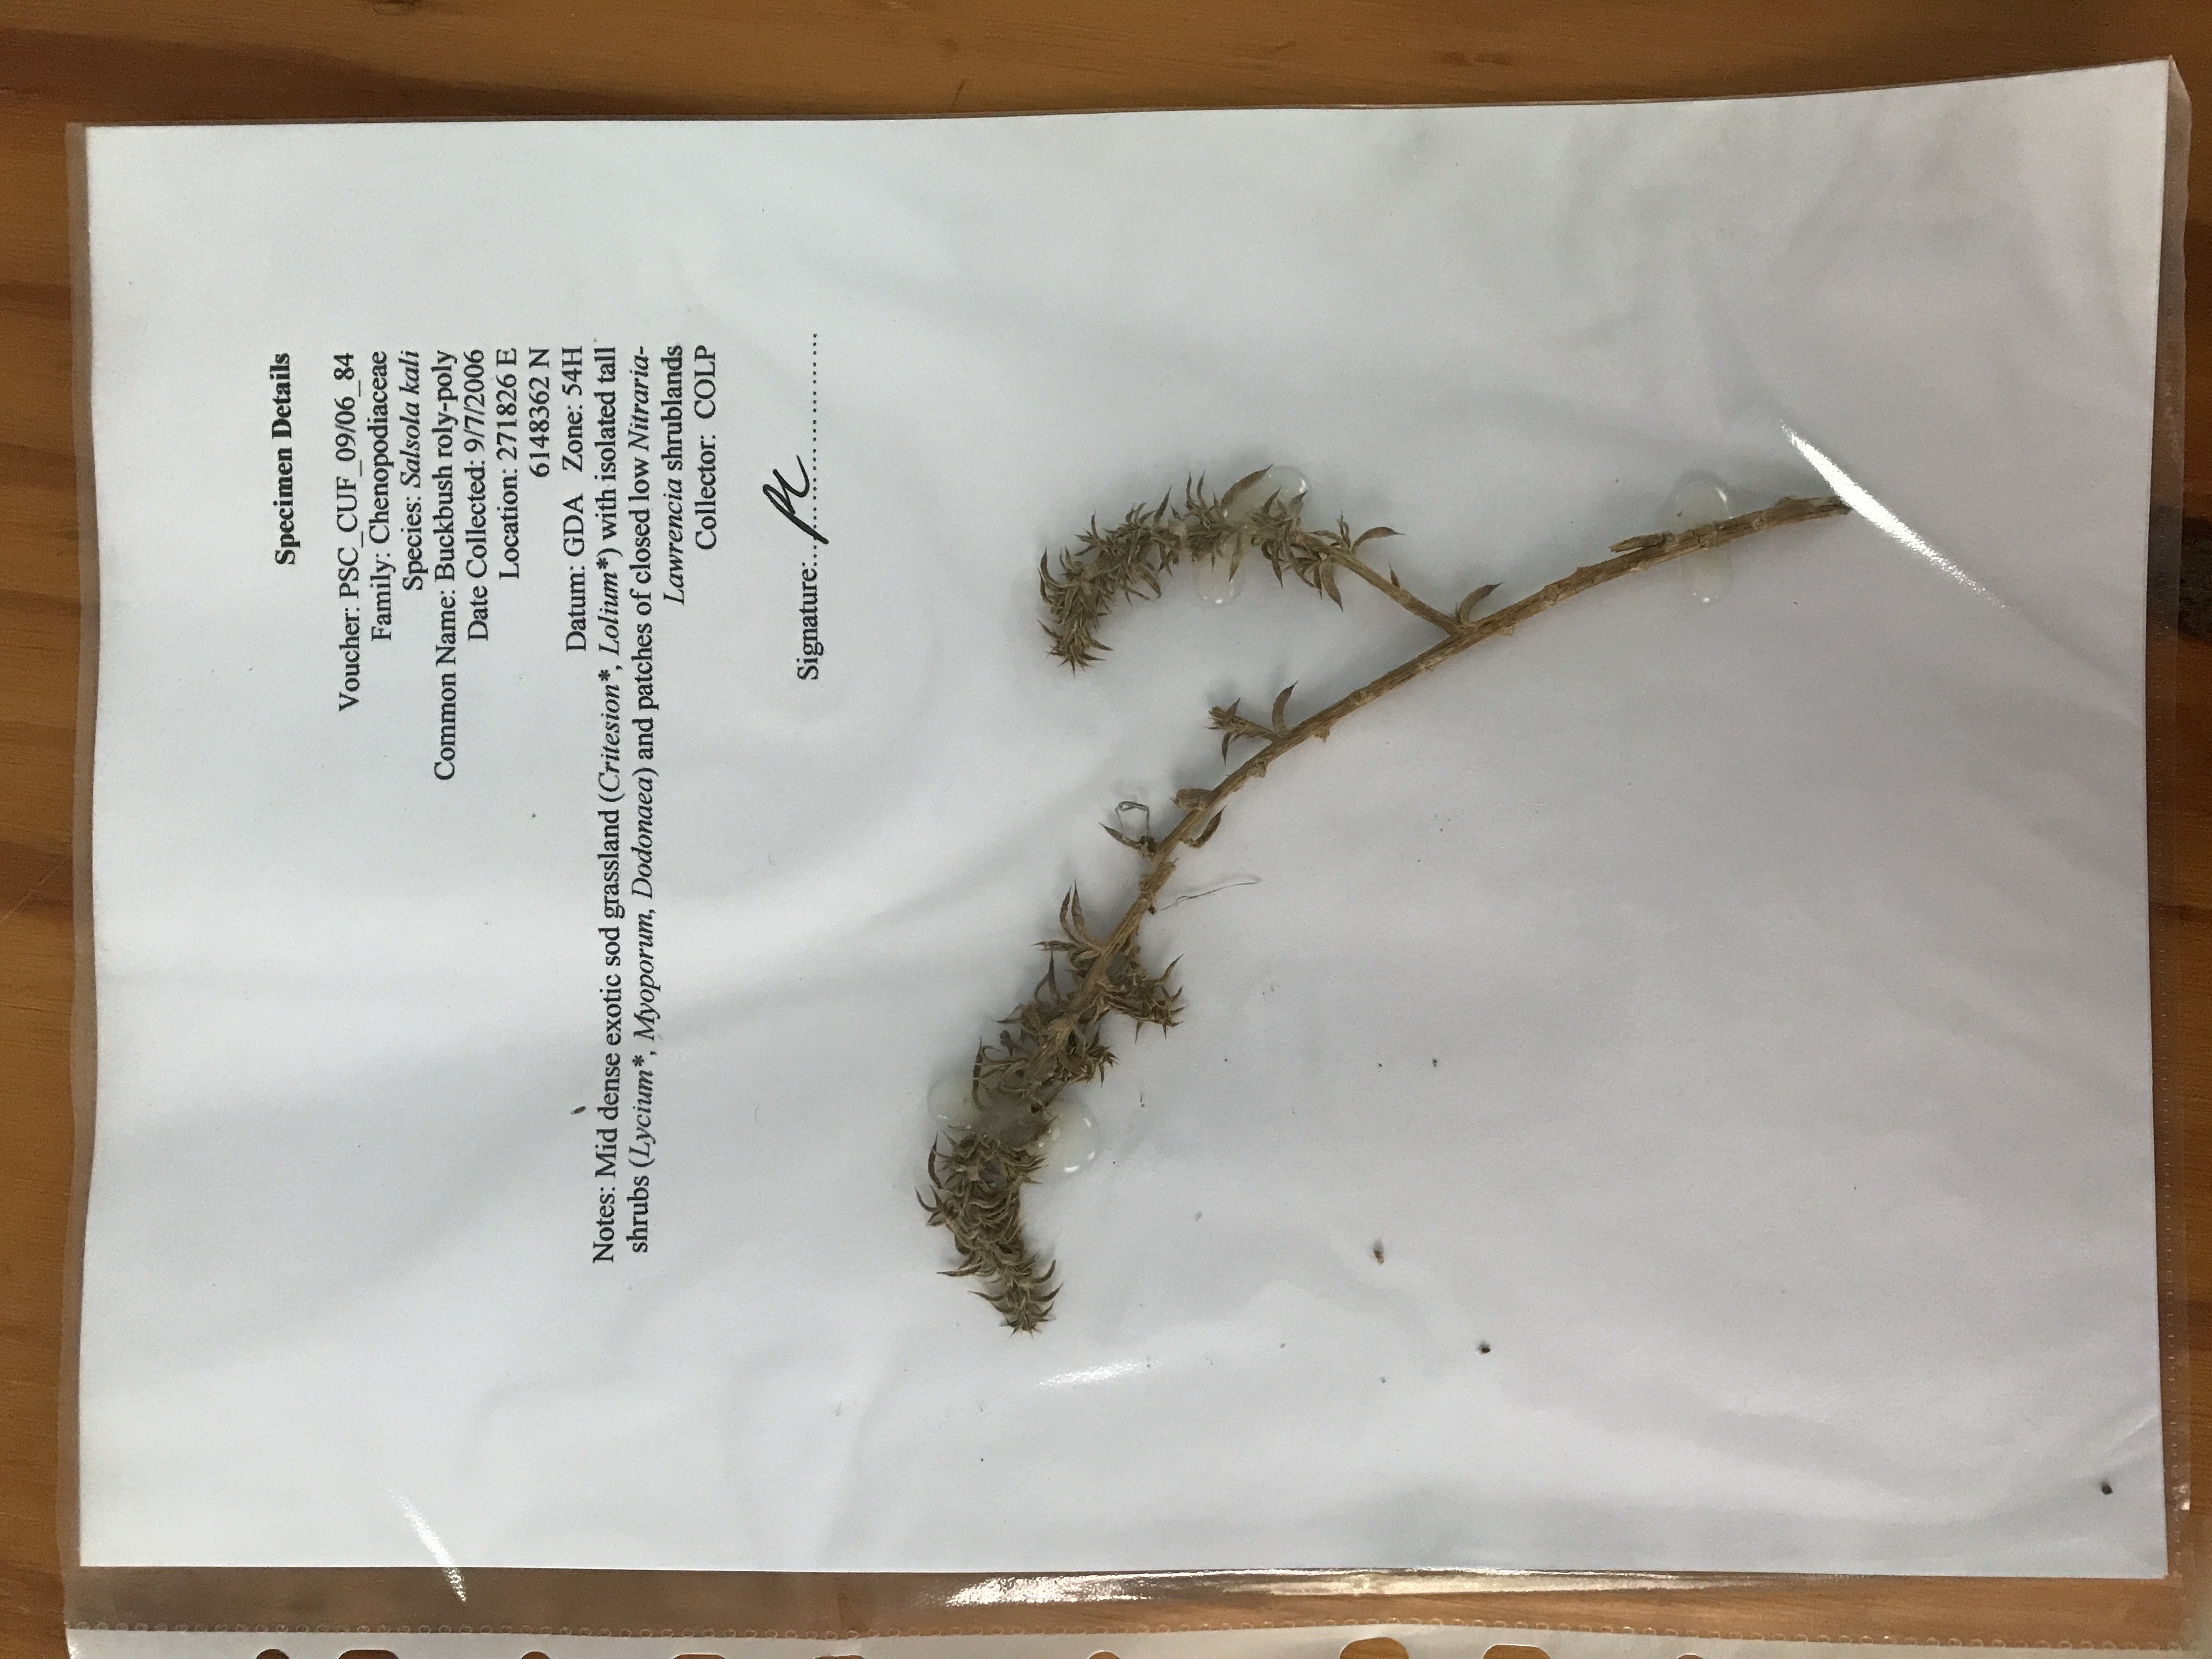 Specimen Details
Voucher: PSC_CUF_09/06_84
Family: Chenopodiaceae
Species: Salsola kali
Common Name: Buckbush roly-poly
Date Collected: 9/7/2006
Location: 271826 E
6148362 N
Datum: GDA Zone: 54H
Notes: Mid dense exotic sod grassland (Critesion*, Lolium*) with isolated tall
shrubs (Lycium*, Myoporum, Dodonaea) and patches of closed low Nitraria-
Lawrencia shrublands
Collector: COLP
Signature: